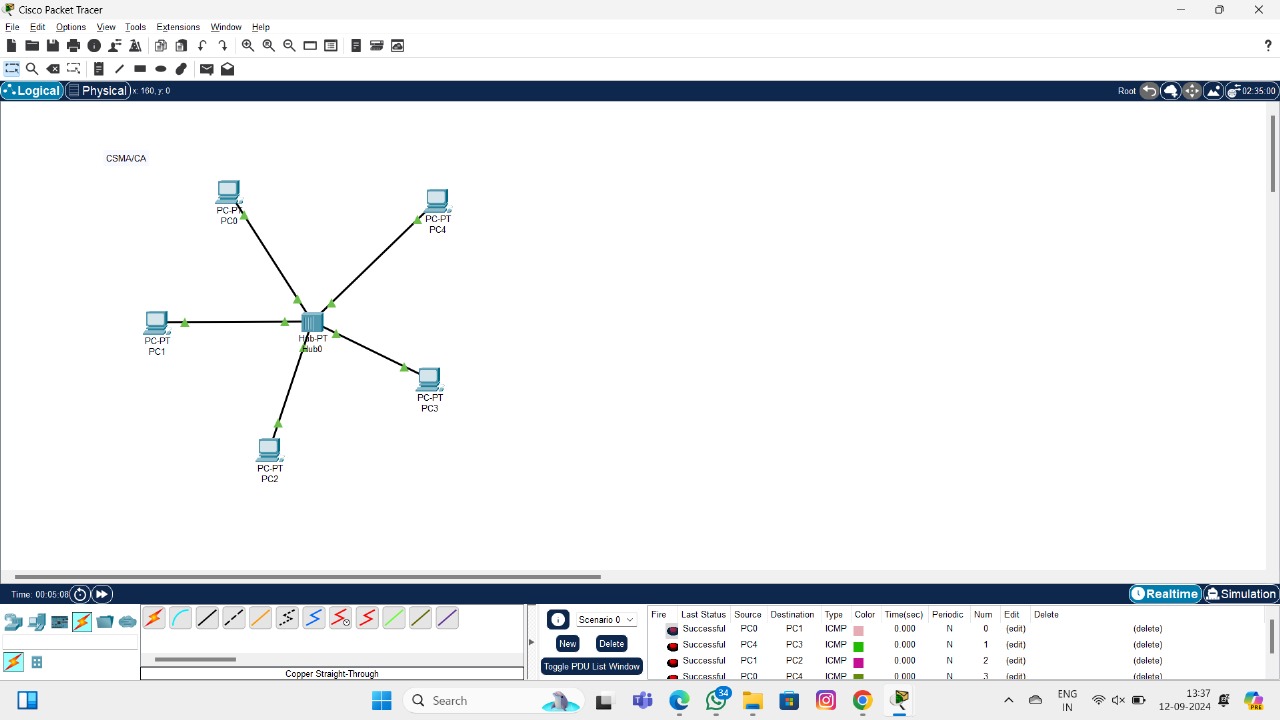 Cisco Packet Tracer
File Edit Options View Tools Extensions Window Help
?
Logical Physical x: 160, y: 0 Root 02:35:00
CSMA/CA
PC-PT
PC0
PC-PT
PC4
PC-PT
PC1
Hub-PT
Hub0
PC-PT
PC3
PC-PT
PC2
Time: 00:05:08 Realtime Simulation
Scenario 0
New Delete
Toggle PDU List Window
Copper Straight-Through
Fire Last Status Source Destination Type Color Time(sec) Periodic Num Edit Delete
Successful PC0 PC1 ICMP 0.000 N 0 (edit) (delete)
Successful PC4 PC3 ICMP 0.000 N 1 (edit) (delete)
Successful PC1 PC2 ICMP 0.000 N 2 (edit) (delete)
Successful PC0 PC4 ICMP 0.000 N 3 (edit) (delete)
Search
34
ENG
IN
13:37
12-09-2024
PRE